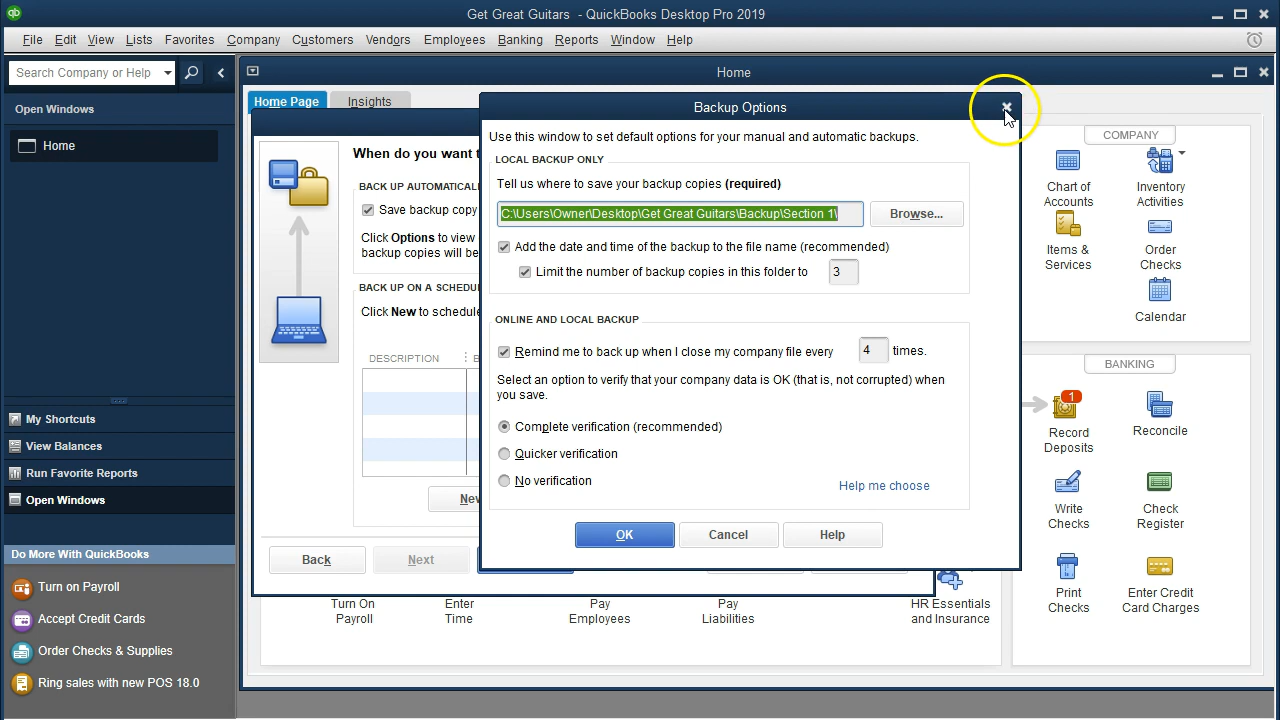 Get Great Guitars - QuickBooks Desktop Pro 2019
File Edit View Lists Favorites Company Customers Vendors Employees Banking Reports Window Help
Search Company or Help
Open Windows
Home
My Shortcuts
View Balances
Run Favorite Reports
Open Windows
Do More With QuickBooks
Turn on Payroll
Accept Credit Cards
Order Checks & Supplies
Ring sales with new POS 18.0
Home
Home Page Insights
When do you want t
BACK UP AUTOMATICAL
Save backup copy
Click Options to view
backup copies will be
BACK UP ON A SCHEDU
Click New to schedule
DESCRIPTION
Back
Next
Backup Options
Use this window to set default options for your manual and automatic backups.
LOCAL BACKUP ONLY
Tell us where to save your backup copies (required)
C:\Users\Owner\Desktop\Get Great Guitars\Backup\Section 1\
Browse...
Add the date and time of the backup to the file name (recommended)
Limit the number of backup copies in this folder to 3
ONLINE AND LOCAL BACKUP
Remind me to back up when I close my company file every 4 times.
Select an option to verify that your company data is OK (that is, not corrupted) when
you save.
Complete verification (recommended)
Quicker verification
No verification
Help me choose
OK
Cancel
Help
Turn On
Payroll
Enter
Time
Pay
Employees
Pay
Liabilities
HR Essentials
and Insurance
COMPANY
Chart of
Accounts
Inventory
Activities
Items &
Services
Order
Checks
Calendar
BANKING
1
Record
Deposits
Reconcile
Write
Checks
Check
Register
Print
Checks
Enter Credit
Card Charges